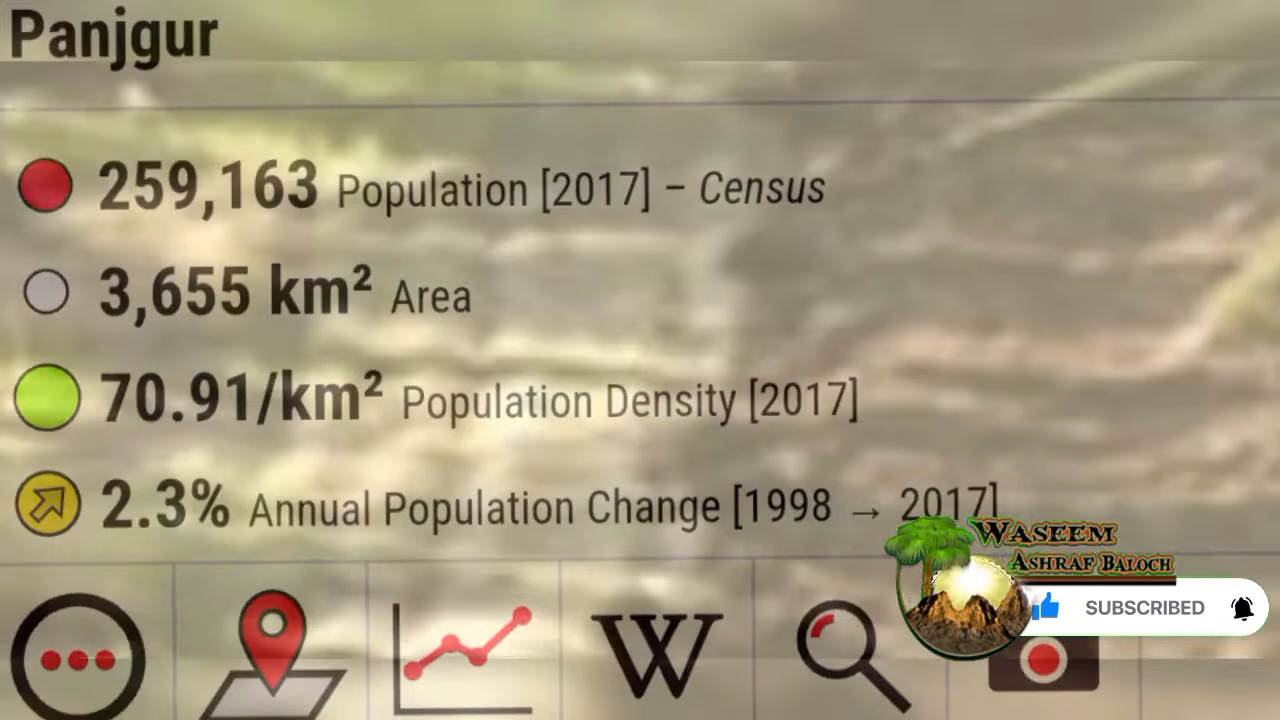 Panjgur
259,163 Population [2017] – Census
3,655 km² Area
70.91/km² Population Density [2017]
2.3% Annual Population Change [1998 → 2017]
WASEEM
ASHRAF BALOCH
SUBSCRIBED
W